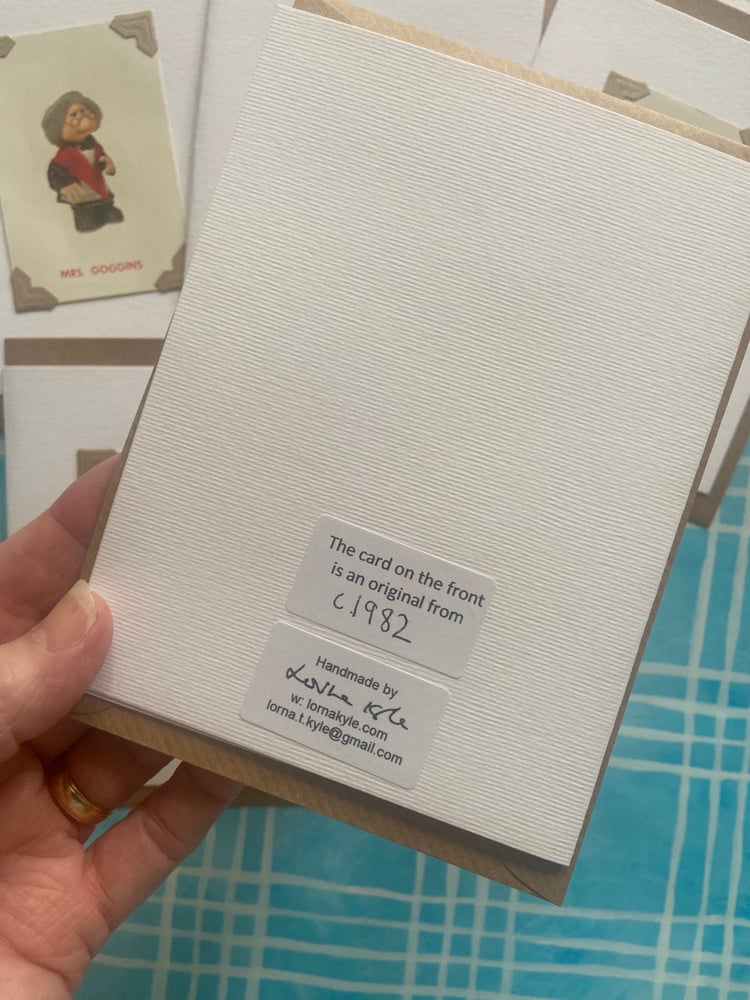 MRS. GOGGINS
The card on the front
is an original from
c.1982
Handmade by
Lorna Kyle
w: lornakyle.com
lorna.t.kyle@gmail.com